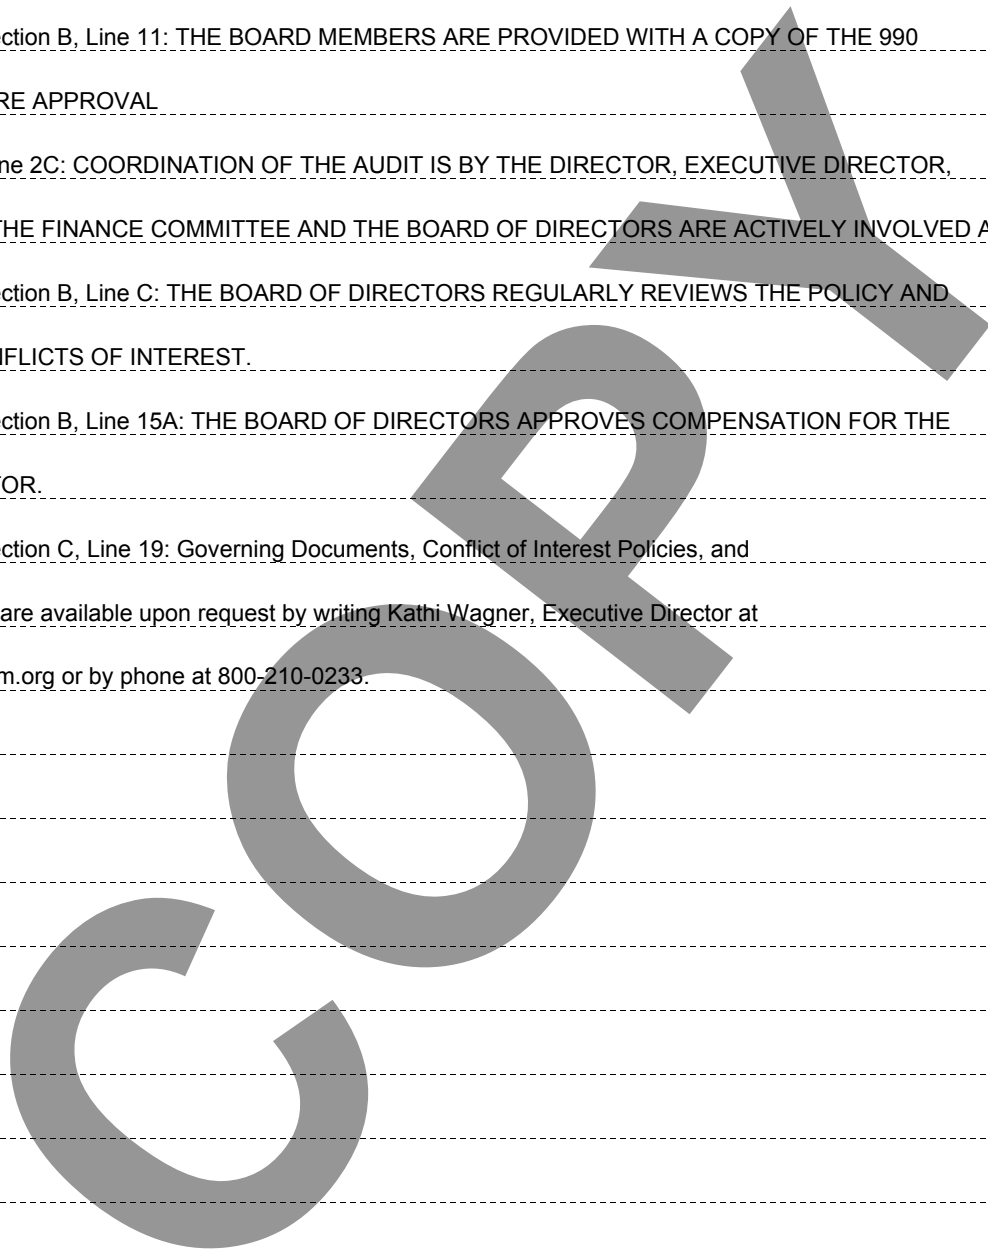 ction B, Line 11: THE BOARD MEMBERS ARE PROVIDED WITH A COPY OF THE 990
RE APPROVAL
ne 2C: COORDINATION OF THE AUDIT IS BY THE DIRECTOR, EXECUTIVE DIRECTOR,
THE FINANCE COMMITTEE AND THE BOARD OF DIRECTORS ARE ACTIVELY INVOLVED A
ction B, Line C: THE BOARD OF DIRECTORS REGULARLY REVIEWS THE POLICY AND
NFLICTS OF INTEREST.
ction B, Line 15A: THE BOARD OF DIRECTORS APPROVES COMPENSATION FOR THE
TOR.
ction C, Line 19: Governing Documents, Conflict of Interest Policies, and
are available upon request by writing Kathi Wagner, Executive Director at
m.org or by phone at 800-210-0233.
COPY